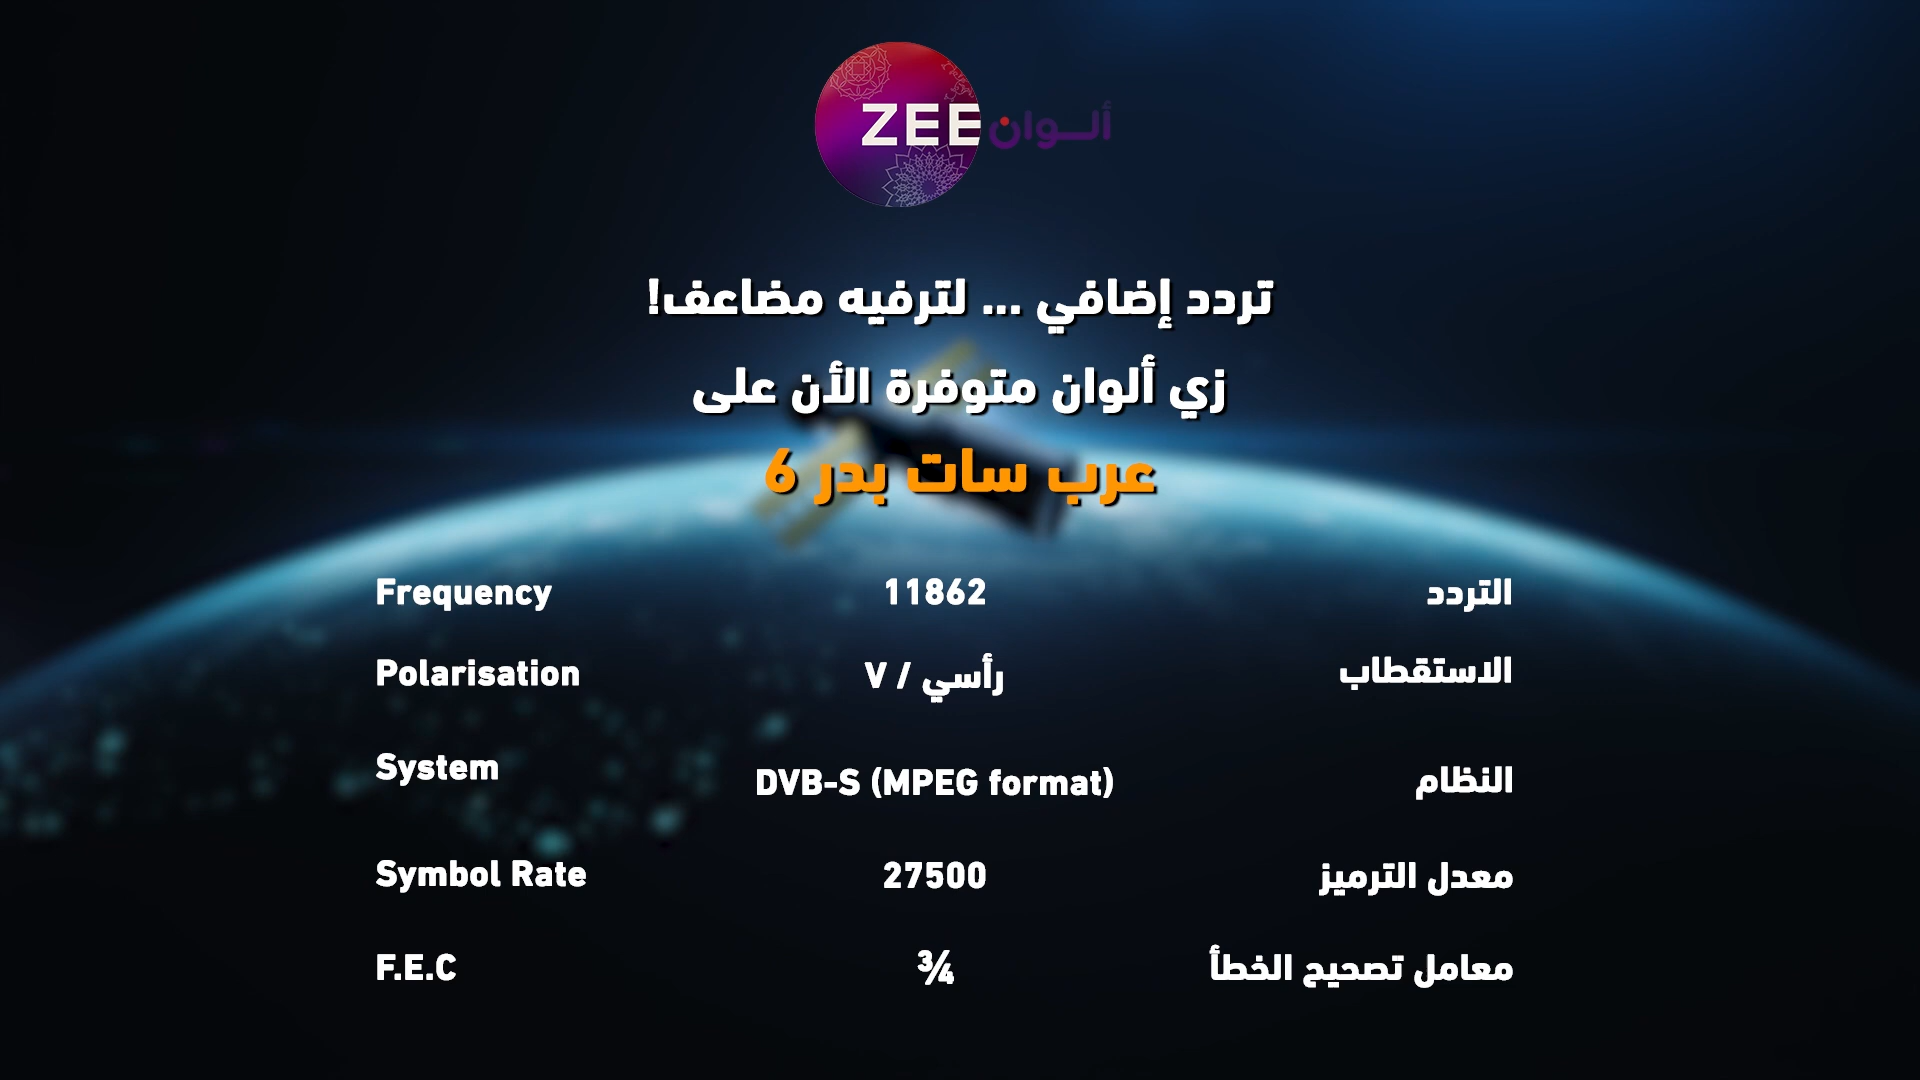 ZEE ألوان
تردد إضافي ... لترفيه مضاعف!
زي ألوان متوفرة الأن على
عرب سات بدر 6
Frequency 11862 التردد
Polarisation رأسي / V الاستقطاب
System DVB-S (MPEG format) النظام
Symbol Rate 27500 معدل الترميز
F.E.C ¾ معامل تصحيح الخطأ